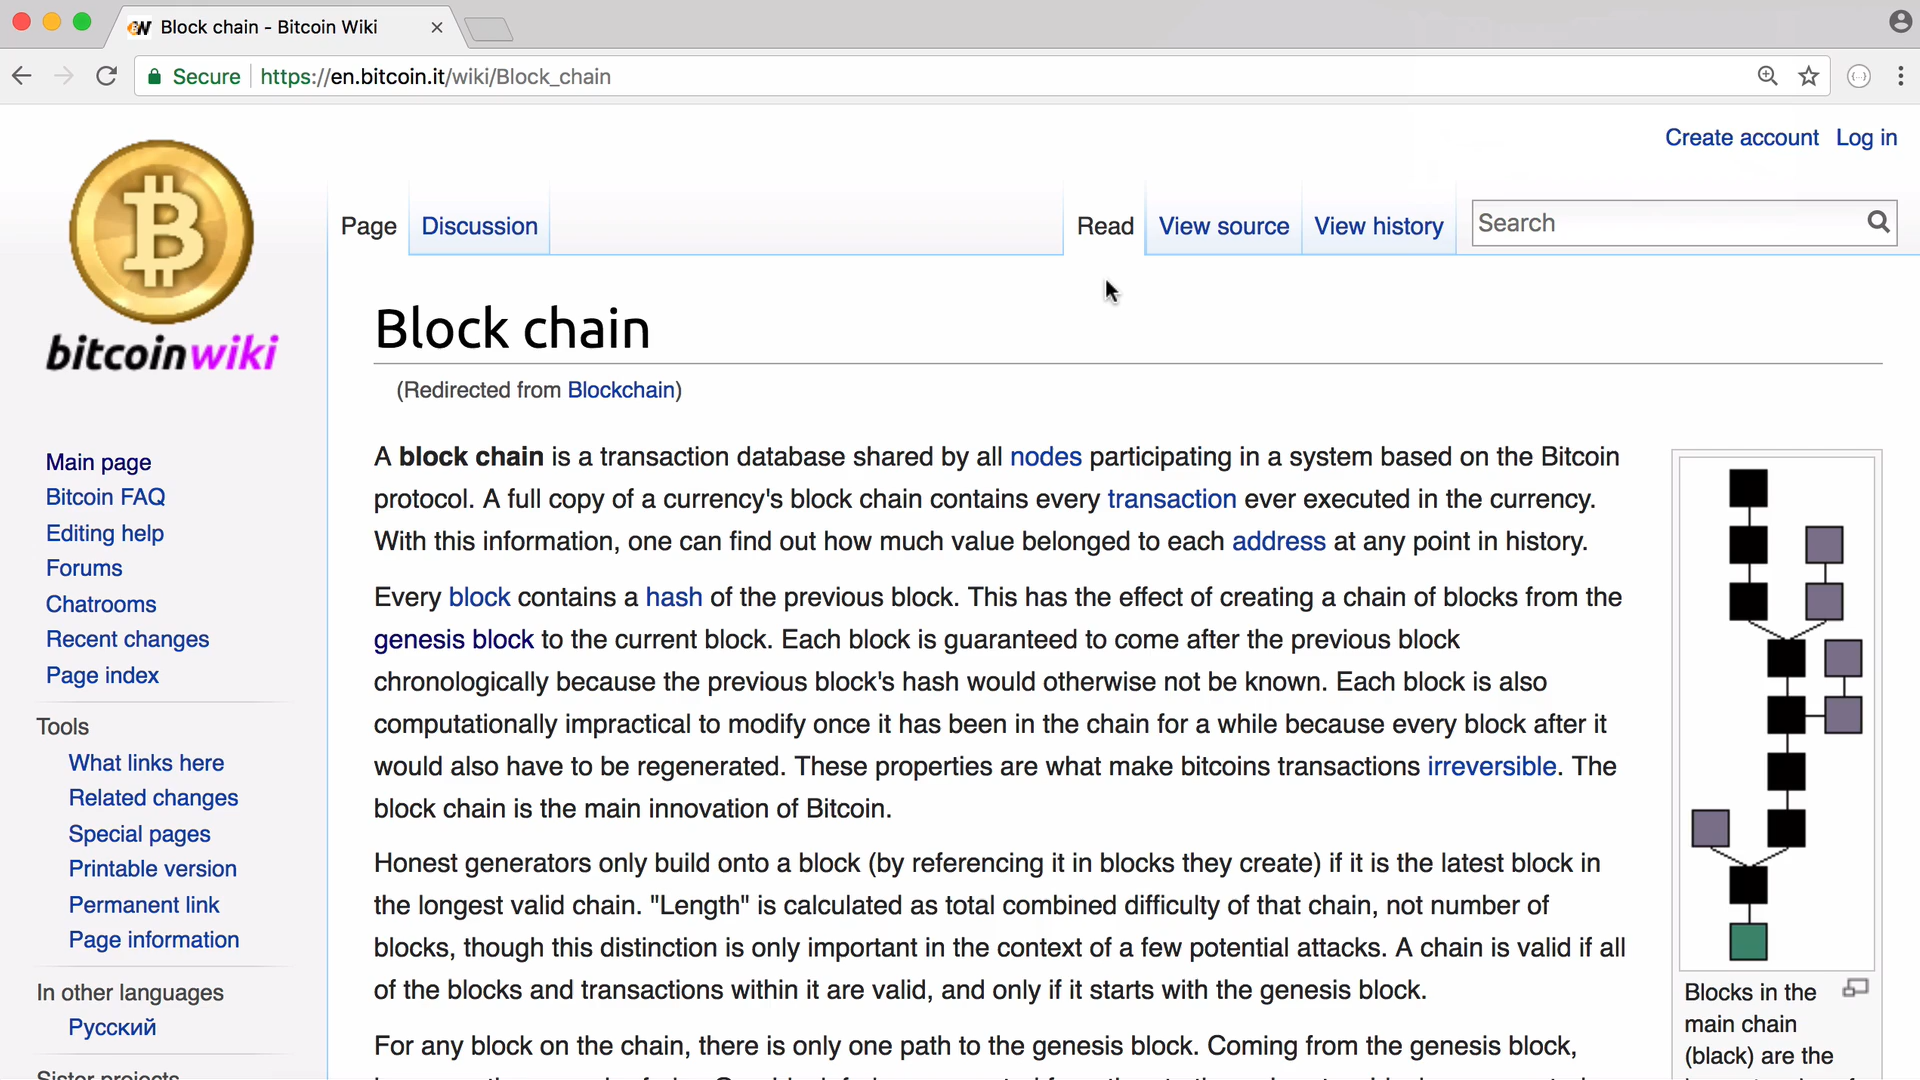 Block chain - Bitcoin Wiki
Secure https://en.bitcoin.it/wiki/Block_chain
Create account Log in
bitcoinwiki
Page Discussion Read View source View history Search
Block chain
(Redirected from Blockchain)
A block chain is a transaction database shared by all nodes participating in a system based on the Bitcoin
protocol. A full copy of a currency's block chain contains every transaction ever executed in the currency.
With this information, one can find out how much value belonged to each address at any point in history.
Every block contains a hash of the previous block. This has the effect of creating a chain of blocks from the
genesis block to the current block. Each block is guaranteed to come after the previous block
chronologically because the previous block's hash would otherwise not be known. Each block is also
computationally impractical to modify once it has been in the chain for a while because every block after it
would also have to be regenerated. These properties are what make bitcoins transactions irreversible. The
block chain is the main innovation of Bitcoin.
Honest generators only build onto a block (by referencing it in blocks they create) if it is the latest block in
the longest valid chain. "Length" is calculated as total combined difficulty of that chain, not number of
blocks, though this distinction is only important in the context of a few potential attacks. A chain is valid if all
of the blocks and transactions within it are valid, and only if it starts with the genesis block.
For any block on the chain, there is only one path to the genesis block. Coming from the genesis block,
Main page
Bitcoin FAQ
Editing help
Forums
Chatrooms
Recent changes
Page index
Tools
What links here
Related changes
Special pages
Printable version
Permanent link
Page information
In other languages
Русский
Sister projects
Blocks in the
main chain
(black) are the